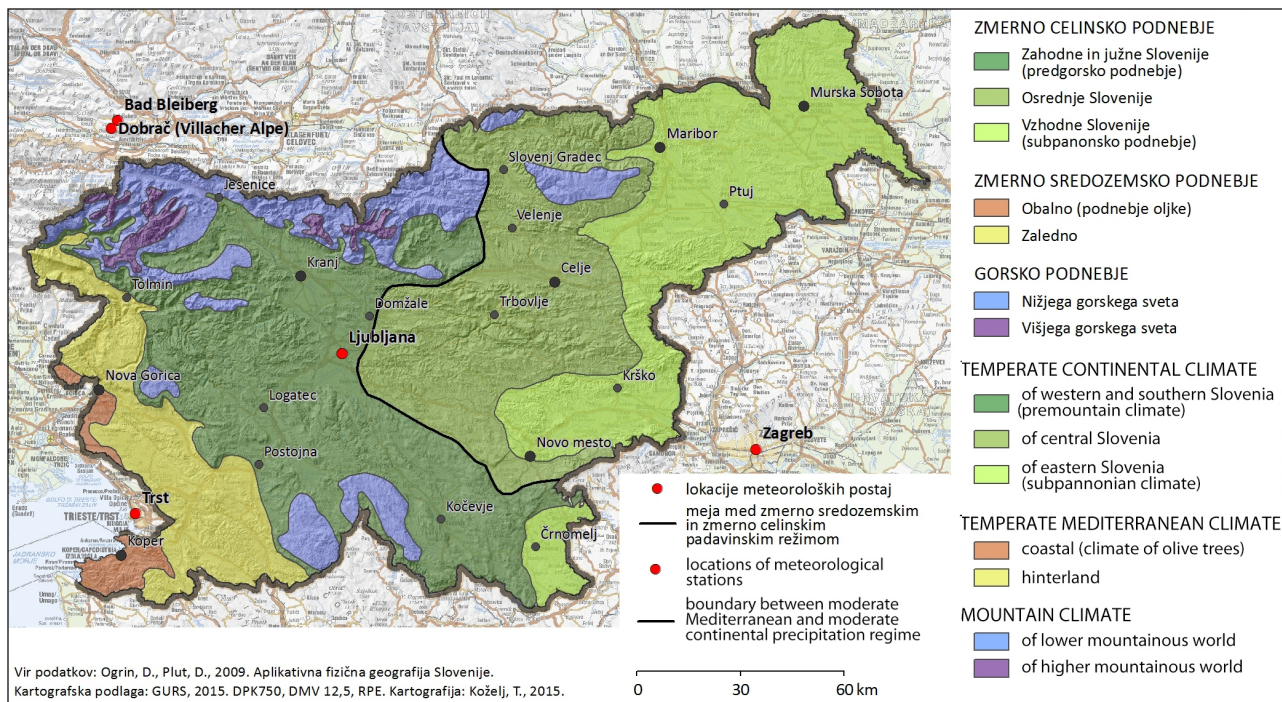 Bad Bleiberg
Dobrač (Villacher Alpe)
Murska Sobota
Maribor
Slovenj Gradec
Jesenice
Ptuj
Velenje
Kranj
Celje
Tolmin
Domžale
Trbovlje
Ljubljana
Nova Gorica
Krško
Logatec
Novo mesto
Zagreb
Postojna
Trst
TRIESTE/TRST
Kočevje
Koper
Črnomelj
ZMERNO CELINSKO PODNEBJE
Zahodne in južne Slovenije
(predgorsko podnebje)
Osrednje Slovenije
Vzhodne Slovenije
(subpanonsko podnebje)
ZMERNO SREDOZEMSKO PODNEBJE
Obalno (podnebje oljke)
Zaledno
GORSKO PODNEBJE
Nižjega gorskega sveta
Višjega gorskega sveta
TEMPERATE CONTINENTAL CLIMATE
of western and southern Slovenia
(premountain climate)
of central Slovenia
of eastern Slovenia
(subpannonian climate)
TEMPERATE MEDITERRANEAN CLIMATE
coastal (climate of olive trees)
hinterland
MOUNTAIN CLIMATE
of lower mountainous world
of higher mountainous world
lokacije meteoroloških postaj
meja med zmerno sredozemskim
in zmerno celinskim
padavinskim režimom
locations of meteorological
stations
boundary between moderate
Mediterranean and moderate
continental precipitation regime
0 30 60 km
Vir podatkov: Ogrin, D., Plut, D., 2009. Aplikativna fizična geografija Slovenije.
Kartografska podlaga: GURS, 2015. DPK750, DMV 12,5, RPE. Kartografija: Koželj, T., 2015.